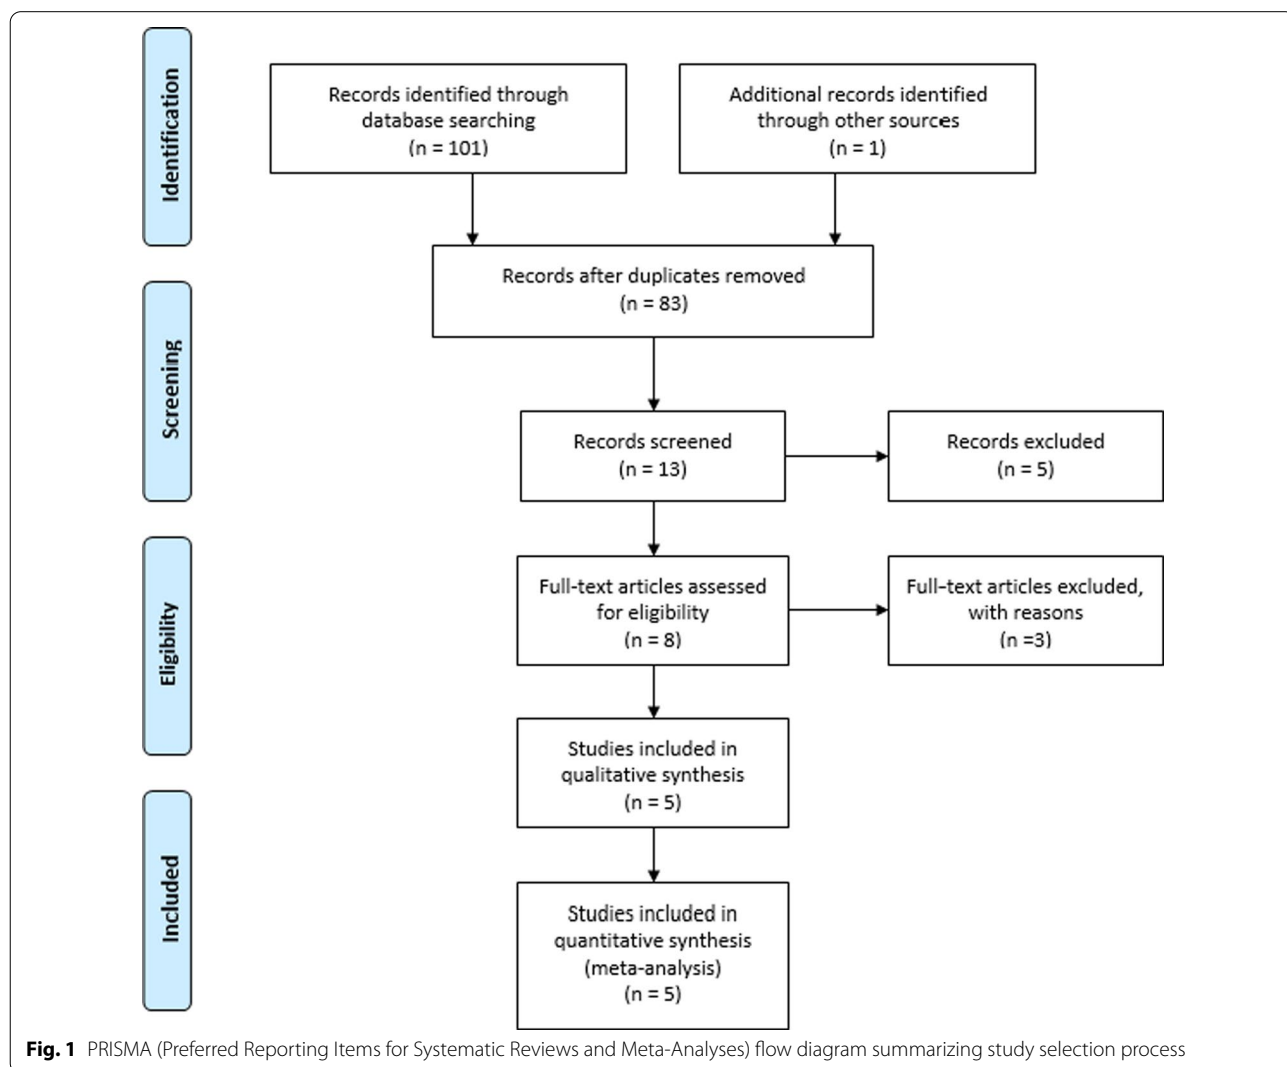 Identification
Records identified through
database searching
(n = 101)
Additional records identified
through other sources
(n = 1)
Records after duplicates removed
(n = 83)
Screening
Records screened
(n = 13)
Records excluded
(n = 5)
Eligibility
Full-text articles assessed
for eligibility
(n = 8)
Full-text articles excluded,
with reasons
(n =3)
Studies included in
qualitative synthesis
(n = 5)
Included
Studies included in
quantitative synthesis
(meta-analysis)
(n = 5)
Fig. 1 PRISMA (Preferred Reporting Items for Systematic Reviews and Meta-Analyses) flow diagram summarizing study selection process